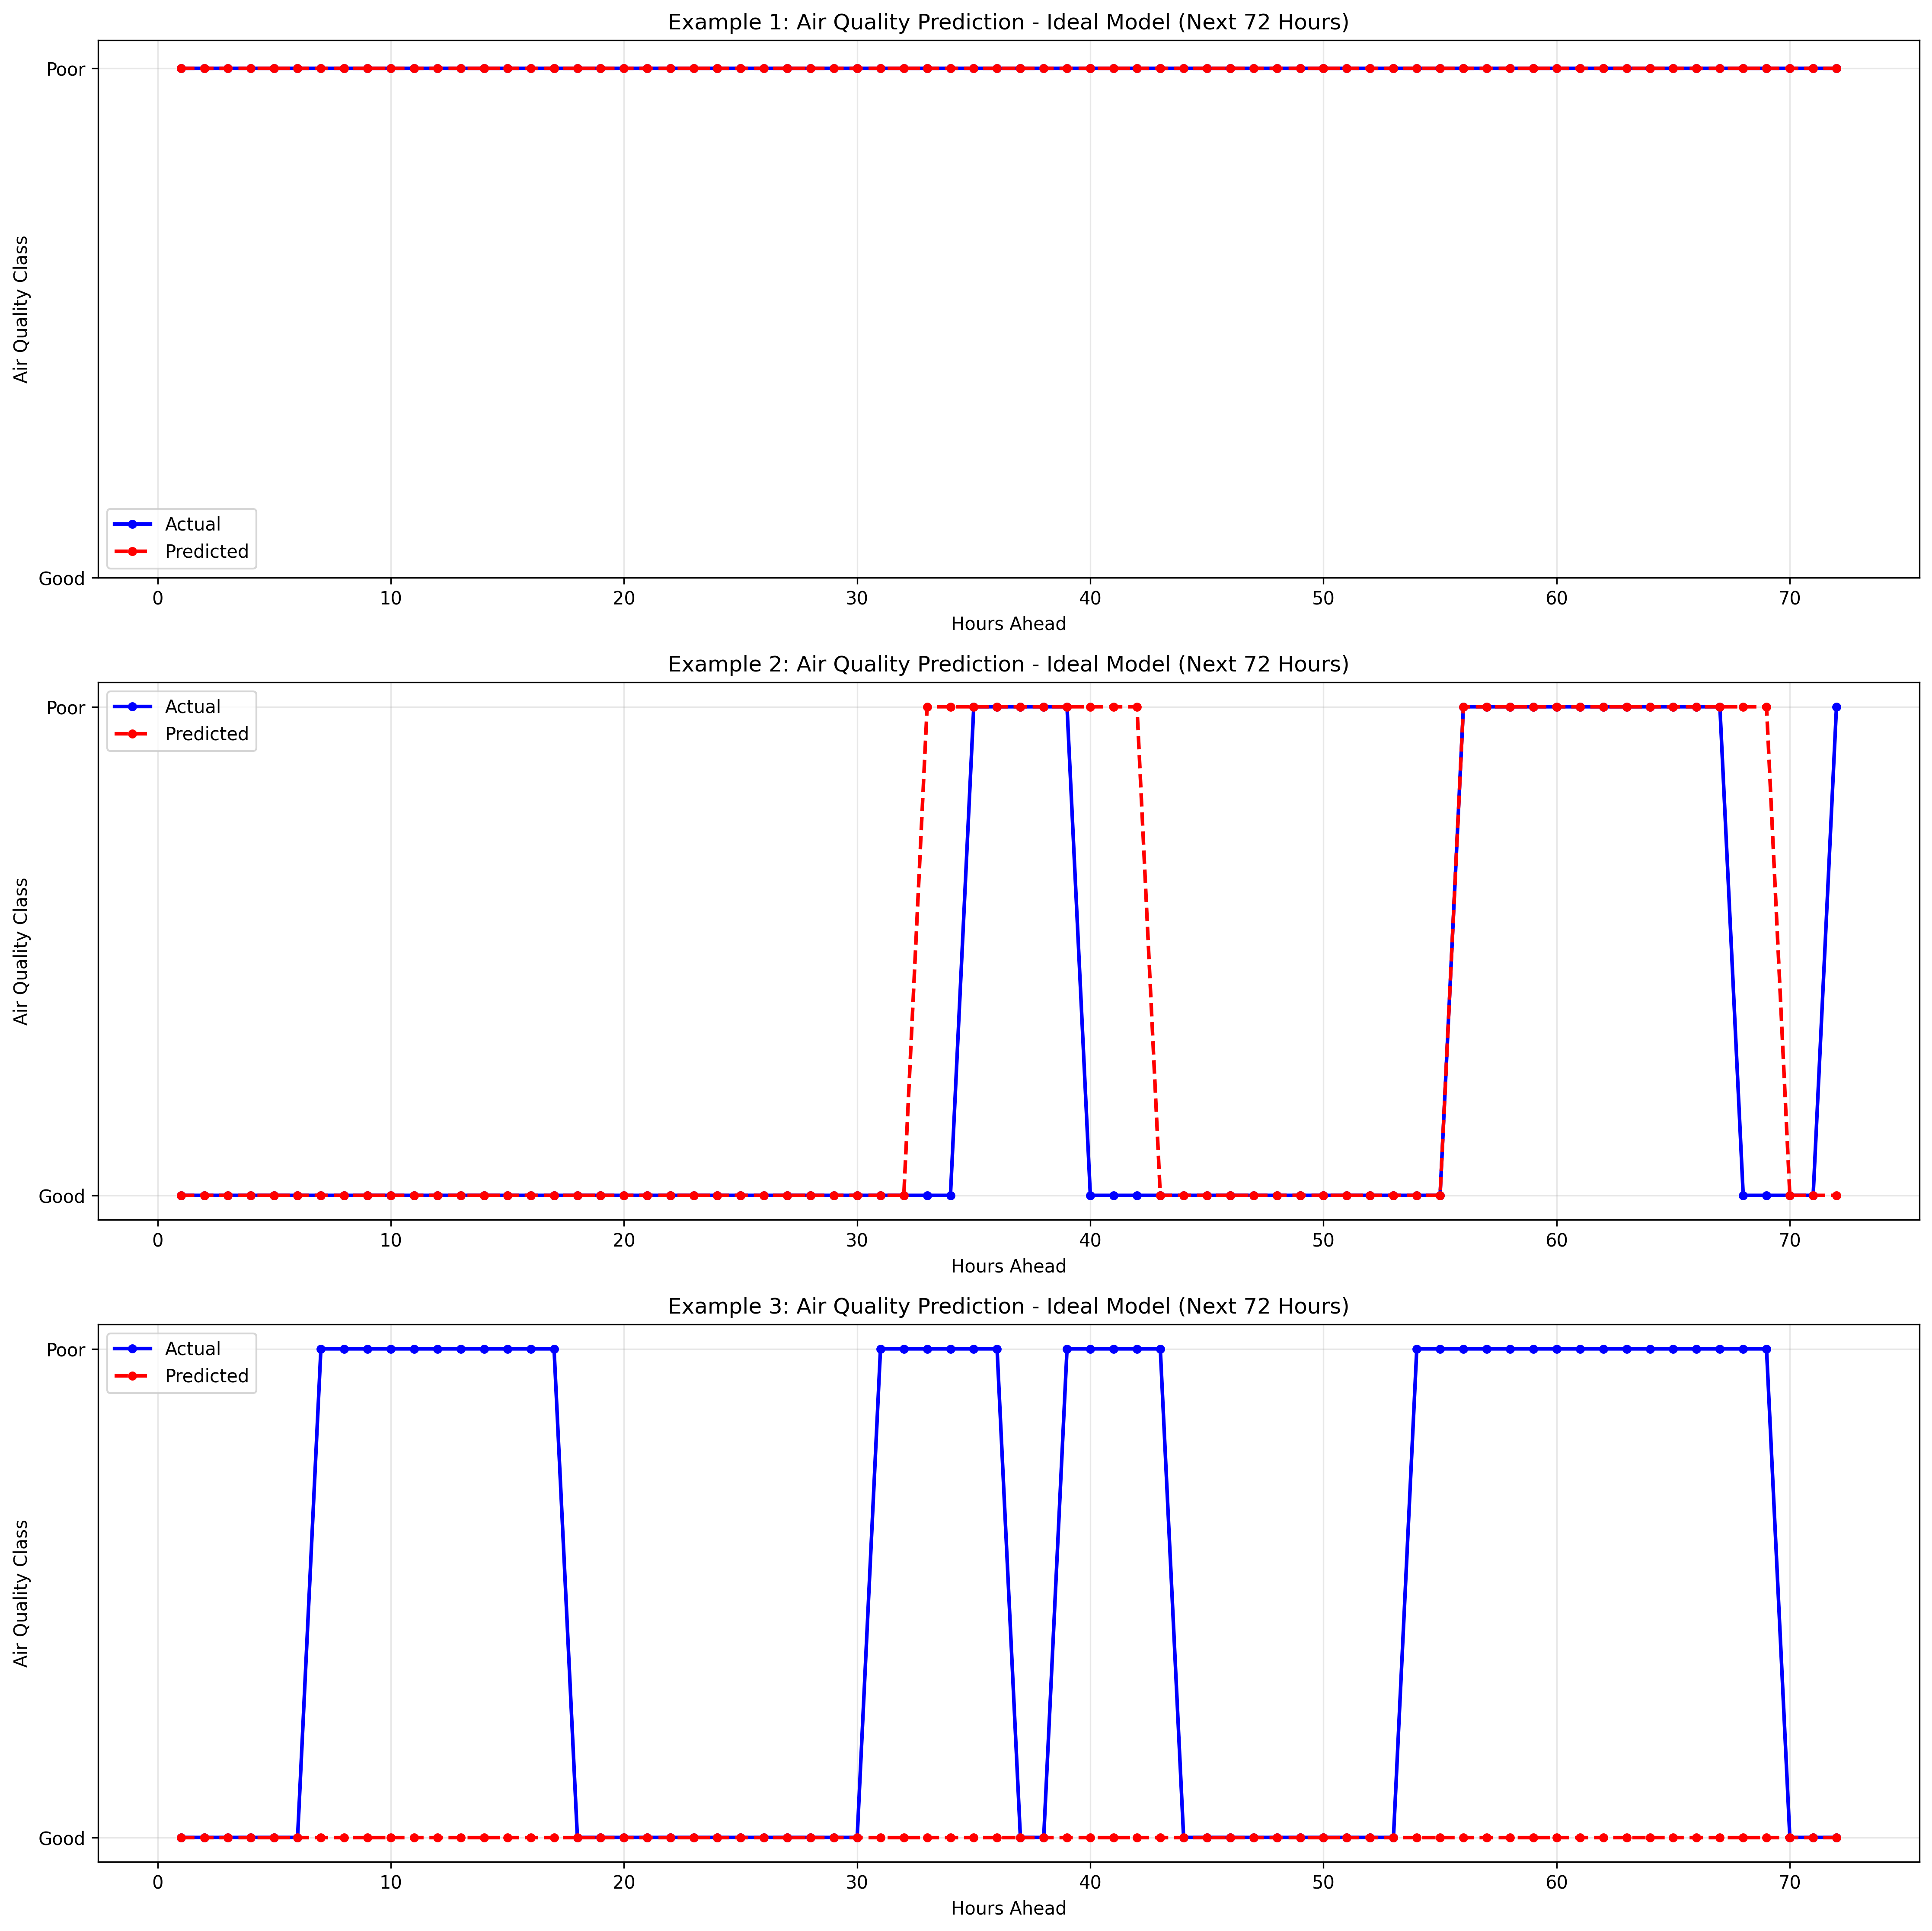 Example 1: Air Quality Prediction - Ideal Model (Next 72 Hours)
Poor
Air Quality Class
Actual
Predicted
Good
0 10 20 30 40 50 60 70
Hours Ahead
Example 2: Air Quality Prediction - Ideal Model (Next 72 Hours)
Actual
Poor
Predicted
Air Quality Class
Good
0 10 20 30 40 50 60 70
Hours Ahead
Example 3: Air Quality Prediction - Ideal Model (Next 72 Hours)
Actual
Poor
Predicted
Air Quality Class
Good
0 10 20 30 40 50 60 70
Hours Ahead